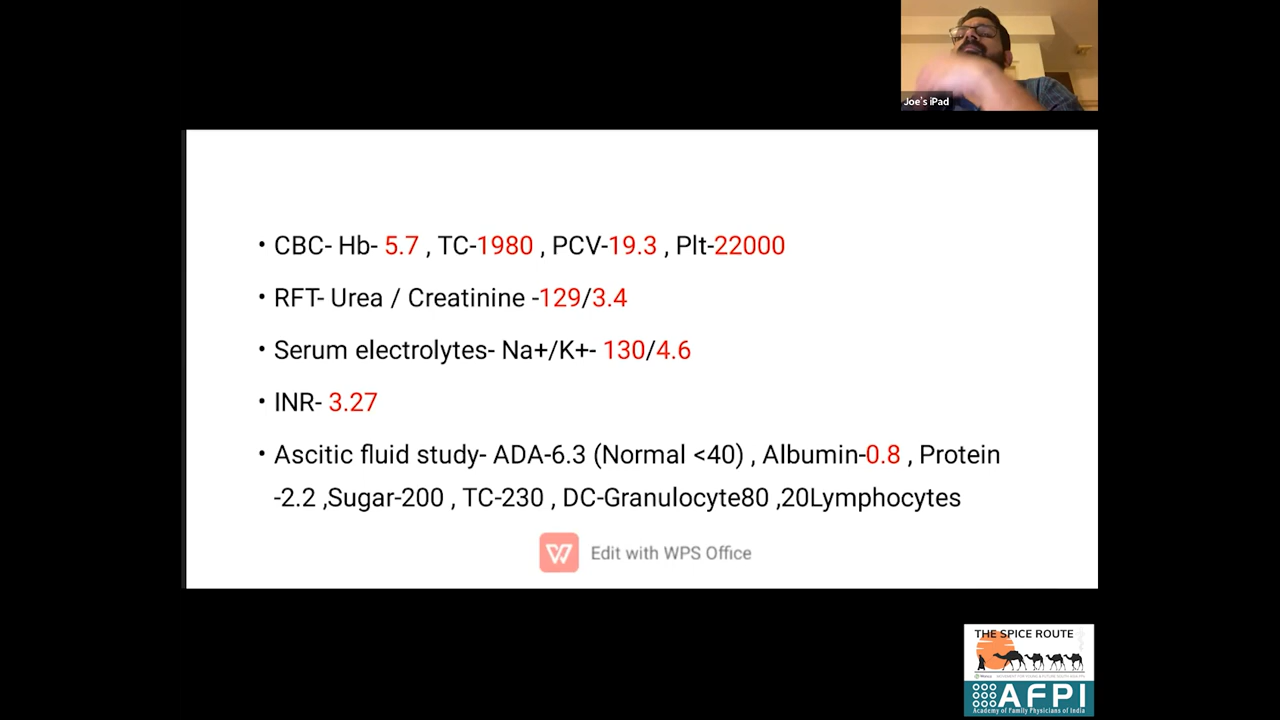 Joe's iPad
• CBC- Hb- 5.7 , TC-1980 , PCV-19.3 , Plt-22000
• RFT- Urea / Creatinine -129/3.4
• Serum electrolytes- Na+/K+- 130/4.6
• INR- 3.27
• Ascitic fluid study- ADA-6.3 (Normal <40) , Albumin-0.8 , Protein
-2.2 ,Sugar-200 , TC-230 , DC-Granulocyte80 ,20Lymphocytes
Edit with WPS Office
THE SPICE ROUTE
AFPI
Academy of Family Physicians of India